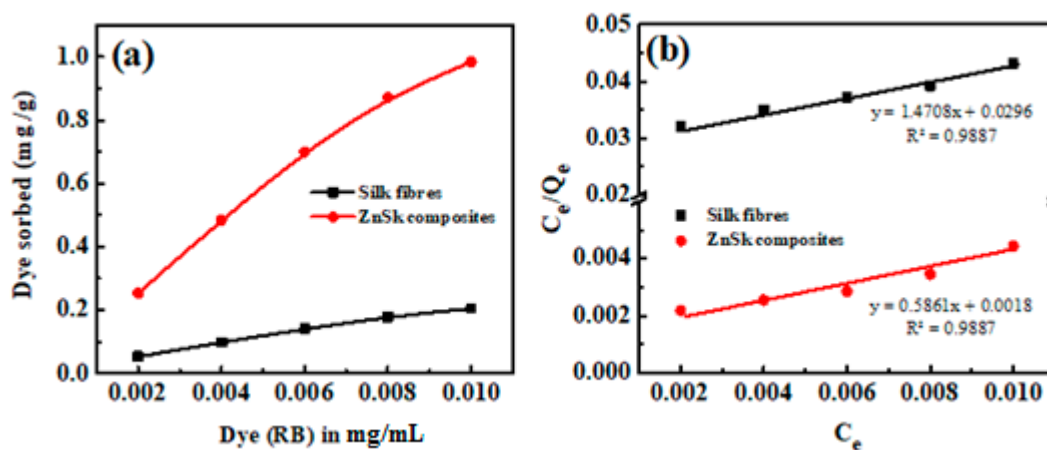 (a)
1.0
0.8
0.6
0.4
0.2
0.0
Dye sorbed (mg/g)
Silk fibres
ZnSk composites
0.002 0.004 0.006 0.008 0.010
Dye (RB) in mg/mL
(b)
0.05
0.04
0.03
0.02
0.004
0.002
0.000
Cₑ/Qₑ
y = 1.4708x + 0.0296
R² = 0.9887
Silk fibres
ZnSk composites
y = 0.5861x + 0.0018
R² = 0.9887
0.002 0.004 0.006 0.008 0.010
Cₑ